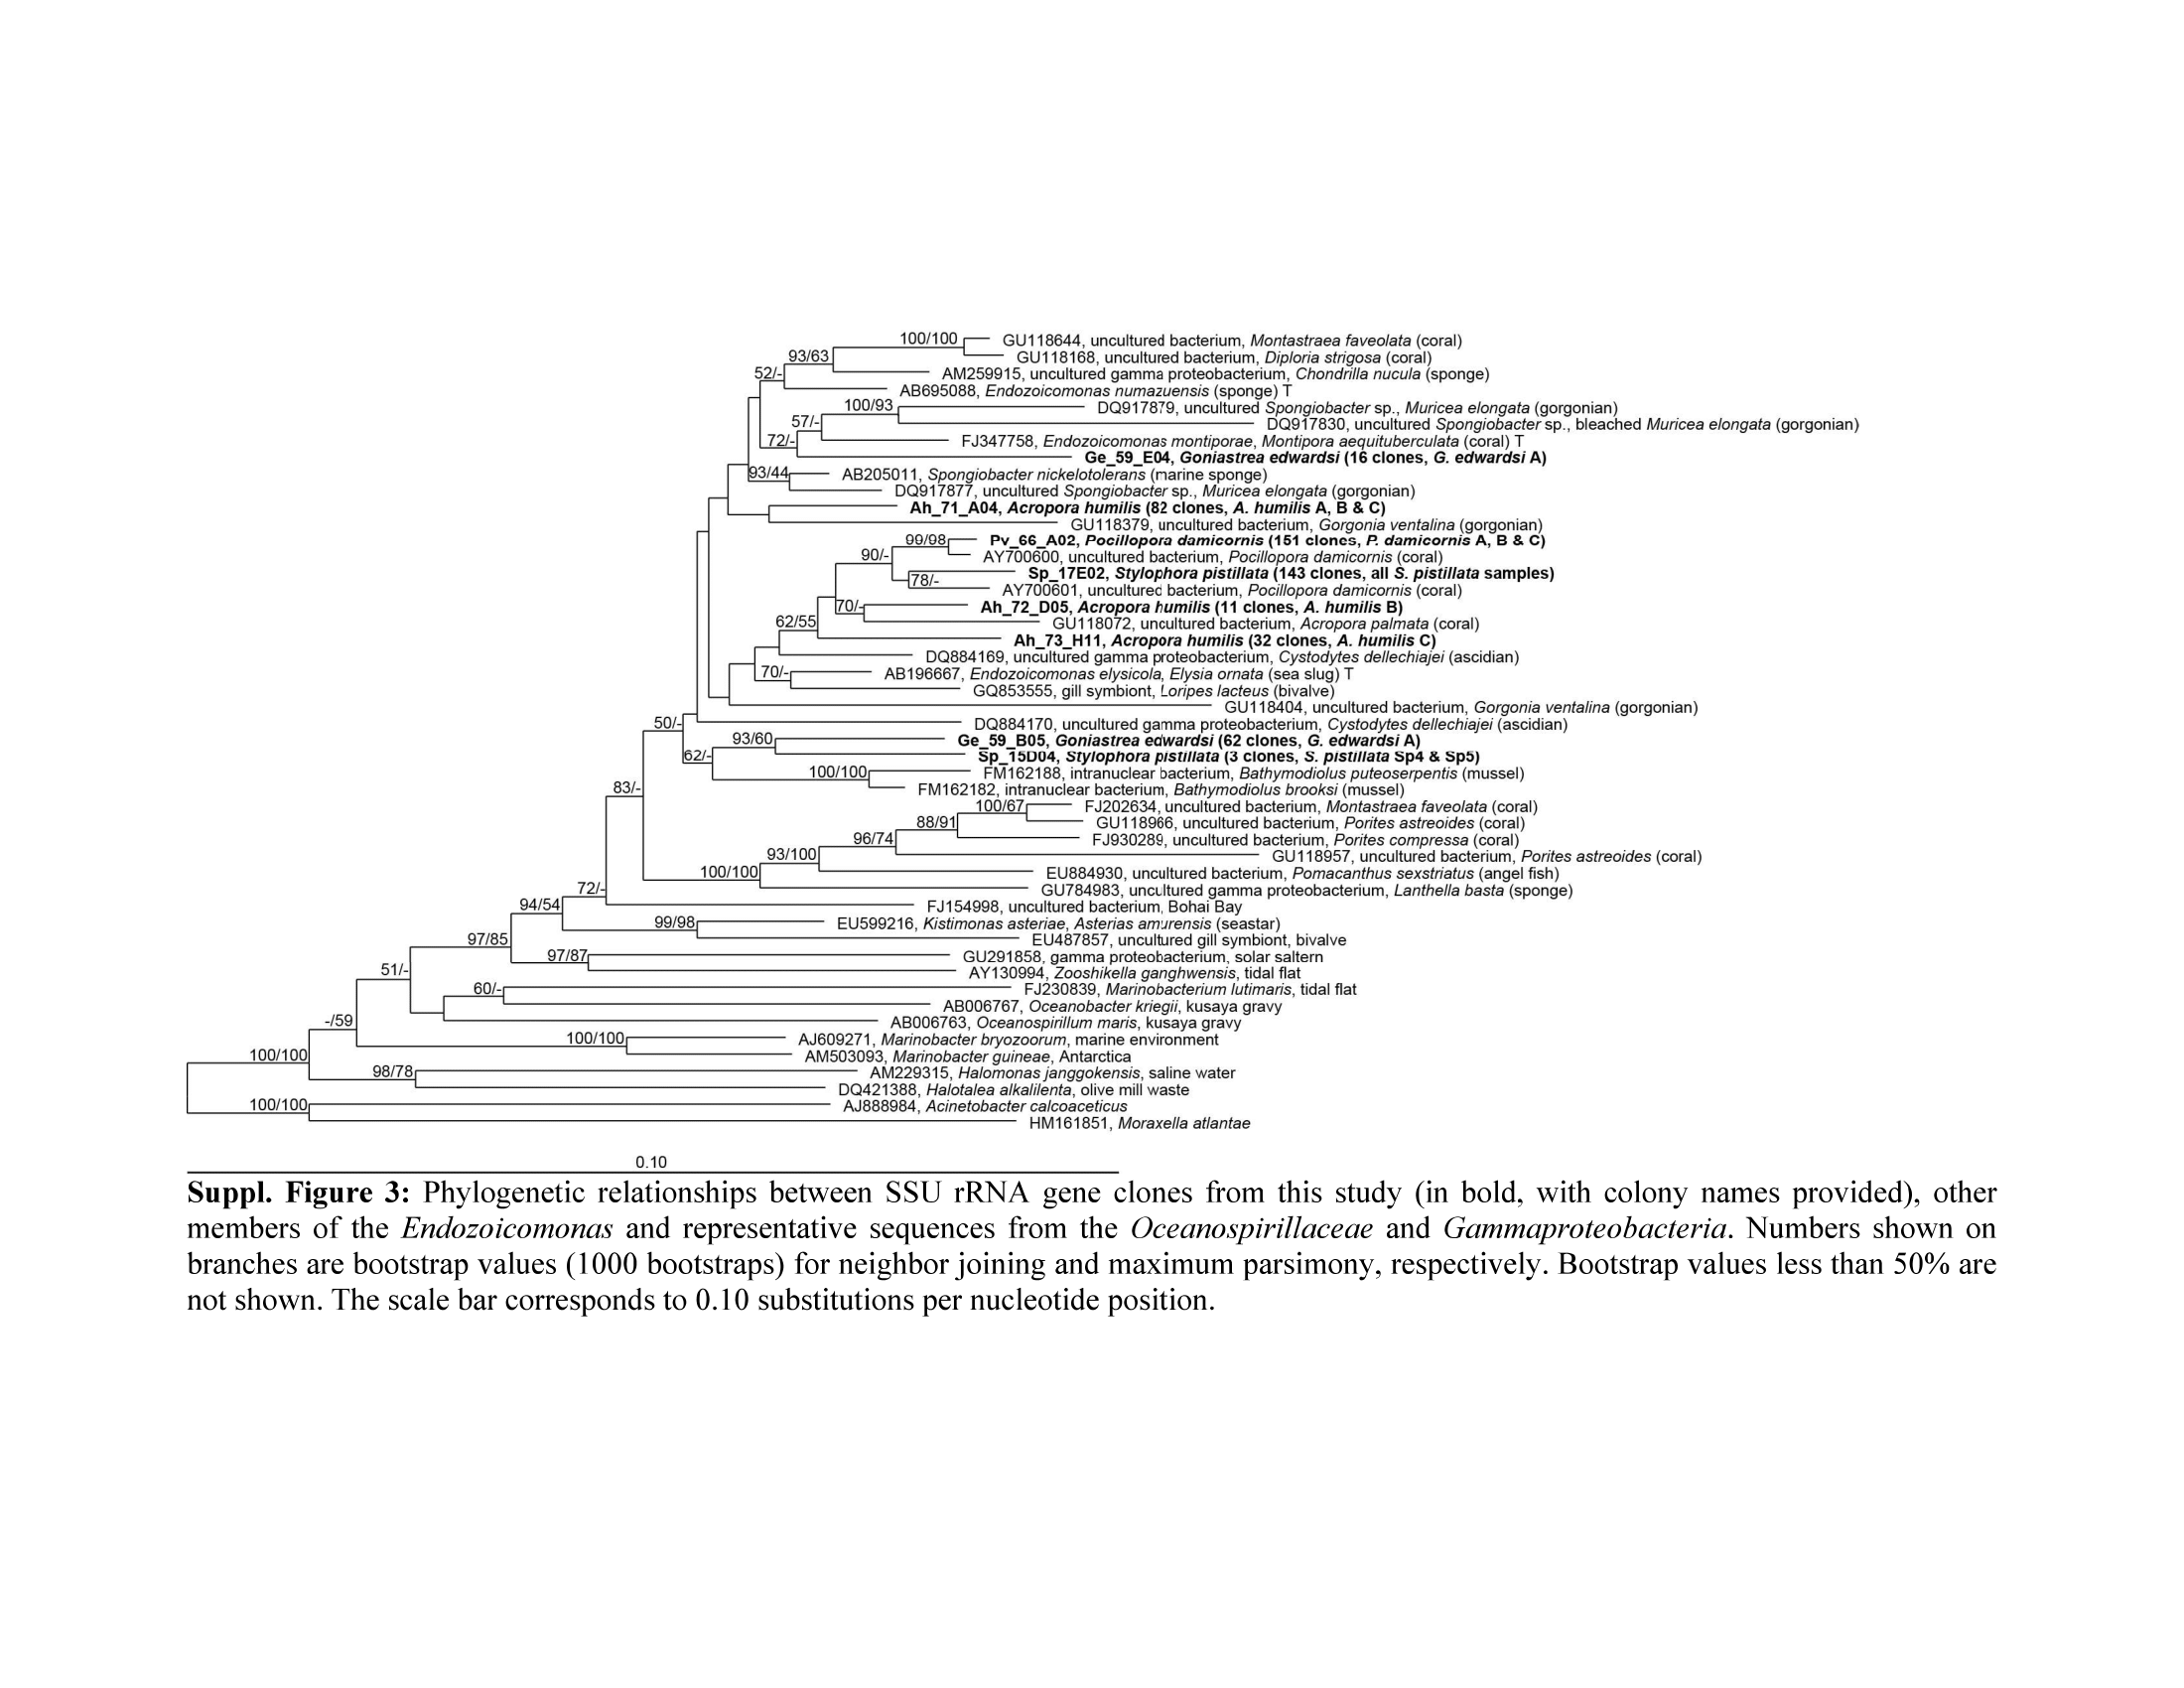 100/100
GU118644, uncultured bacterium, Montastraea faveolata (coral)
93/63
GU118168, uncultured bacterium, Diploria strigosa (coral)
52/-
AM259915, uncultured gamma proteobacterium, Chondrilla nucula (sponge)
AB695088, Endozoicomonas numazuensis (sponge) T
100/93
DQ917879, uncultured Spongiobacter sp., Muricea elongata (gorgonian)
57/-
DQ917830, uncultured Spongiobacter sp., bleached Muricea elongata (gorgonian)
72/-
FJ347758, Endozoicomonas montiporae, Montipora aequituberculata (coral) T
Ge_59_E04, Goniastrea edwardsi (16 clones, G. edwardsi A)
93/44
AB205011, Spongiobacter nickelotolerans (marine sponge)
DQ917877, uncultured Spongiobacter sp., Muricea elongata (gorgonian)
Ah_71_A04, Acropora humilis (82 clones, A. humilis A, B & C)
GU118379, uncultured bacterium, Gorgonia ventalina (gorgonian)
99/98
Pv_66_A02, Pocillopora damicornis (151 clones, P. damicornis A, B & C)
90/-
AY700600, uncultured bacterium, Pocillopora damicornis (coral)
Sp_17E02, Stylophora pistillata (143 clones, all S. pistillata samples)
78/-
AY700601, uncultured bacterium, Pocillopora damicornis (coral)
70/-
Ah_72_D05, Acropora humilis (11 clones, A. humilis B)
62/55
GU118072, uncultured bacterium, Acropora palmata (coral)
Ah_73_H11, Acropora humilis (32 clones, A. humilis C)
DQ884169, uncultured gamma proteobacterium, Cystodytes dellechiajei (ascidian)
70/-
AB196667, Endozoicomonas elysicola, Elysia ornata (sea slug) T
GQ853555, gill symbiont, Loripes lacteus (bivalve)
GU118404, uncultured bacterium, Gorgonia ventalina (gorgonian)
50/-
DQ884170, uncultured gamma proteobacterium, Cystodytes dellechiajei (ascidian)
93/60
Ge_59_B05, Goniastrea edwardsi (62 clones, G. edwardsi A)
62/-
Sp_15D04, Stylophora pistillata (3 clones, S. pistillata Sp4 & Sp5)
100/100
FM162188, intranuclear bacterium, Bathymodiolus puteoserpentis (mussel)
83/-
FM162182, intranuclear bacterium, Bathymodiolus brooksi (mussel)
100/67
FJ202634, uncultured bacterium, Montastraea faveolata (coral)
88/91
GU118966, uncultured bacterium, Porites astreoides (coral)
96/74
FJ930289, uncultured bacterium, Porites compressa (coral)
93/100
GU118957, uncultured bacterium, Porites astreoides (coral)
100/100
EU884930, uncultured bacterium, Pomacanthus sexstriatus (angel fish)
72/-
GU784983, uncultured gamma proteobacterium, Lanthella basta (sponge)
94/54
FJ154998, uncultured bacterium, Bohai Bay
99/98
EU599216, Kistimonas asteriae, Asterias amurensis (seastar)
97/85
EU487857, uncultured gill symbiont, bivalve
97/87
GU291858, gamma proteobacterium, solar saltern
51/-
AY130994, Zooshikella ganghwensis, tidal flat
60/-
FJ230839, Marinobacterium lutimaris, tidal flat
AB006767, Oceanobacter kriegii, kusaya gravy
-/59
AB006763, Oceanospirillum maris, kusaya gravy
100/100
AJ609271, Marinobacter bryozoorum, marine environment
100/100
AM503093, Marinobacter guineae, Antarctica
98/78
AM229315, Halomonas janggokensis, saline water
DQ421388, Halotalea alkalilenta, olive mill waste
100/100
AJ888984, Acinetobacter calcoaceticus
HM161851, Moraxella atlantae
0.10
Suppl. Figure 3: Phylogenetic relationships between SSU rRNA gene clones from this study (in bold, with colony names provided), other
members of the Endozoicomonas and representative sequences from the Oceanospirillaceae and Gammaproteobacteria. Numbers shown on
branches are bootstrap values (1000 bootstraps) for neighbor joining and maximum parsimony, respectively. Bootstrap values less than 50% are
not shown. The scale bar corresponds to 0.10 substitutions per nucleotide position.